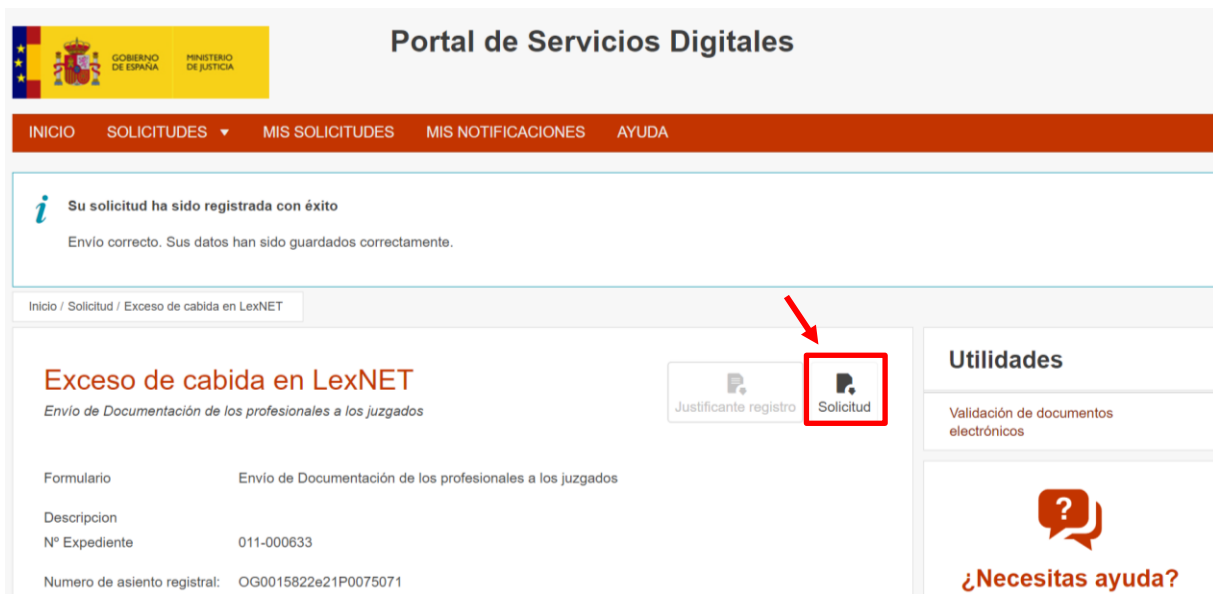 GOBIERNO
DE ESPAÑA
MINISTERIO
DE JUSTICIA
Portal de Servicios Digitales
INICIO SOLICITUDES MIS SOLICITUDES MIS NOTIFICACIONES AYUDA
i
Su solicitud ha sido registrada con éxito
Envío correcto. Sus datos han sido guardados correctamente.
Inicio / Solicitud / Exceso de cabida en LexNET
Exceso de cabida en LexNET
Envío de Documentación de los profesionales a los juzgados
Justificante registro
Solicitud
Formulario Envío de Documentación de los profesionales a los juzgados
Descripcion
Nº Expediente 011-000633
Numero de asiento registral: OG0015822e21P0075071
Utilidades
Validación de documentos
electrónicos
?
¿Necesitas ayuda?